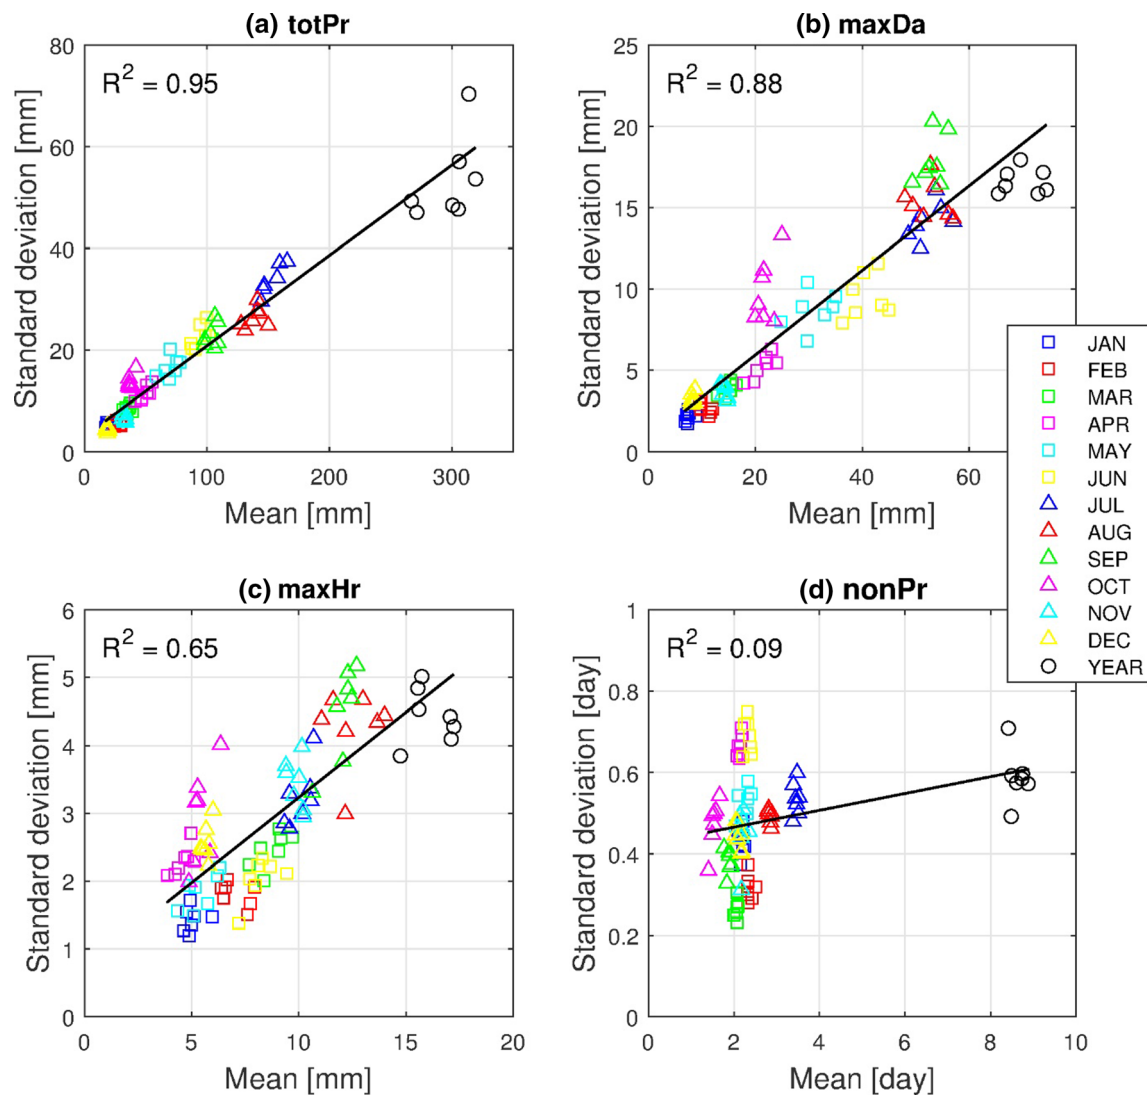 (a) totPr
R² = 0.95
Standard deviation [mm]
80
60
40
20
0
0 100 200 300
Mean [mm]
(b) maxDa
R² = 0.88
Standard deviation [mm]
25
20
15
10
5
0
0 20 40 60
Mean [mm]
JAN
FEB
MAR
APR
MAY
JUN
JUL
AUG
SEP
OCT
NOV
DEC
YEAR
(c) maxHr
R² = 0.65
Standard deviation [mm]
6
5
4
3
2
1
0
0 5 10 15 20
Mean [mm]
(d) nonPr
R² = 0.09
Standard deviation [day]
1
0.8
0.6
0.4
0.2
0
0 2 4 6 8 10
Mean [day]